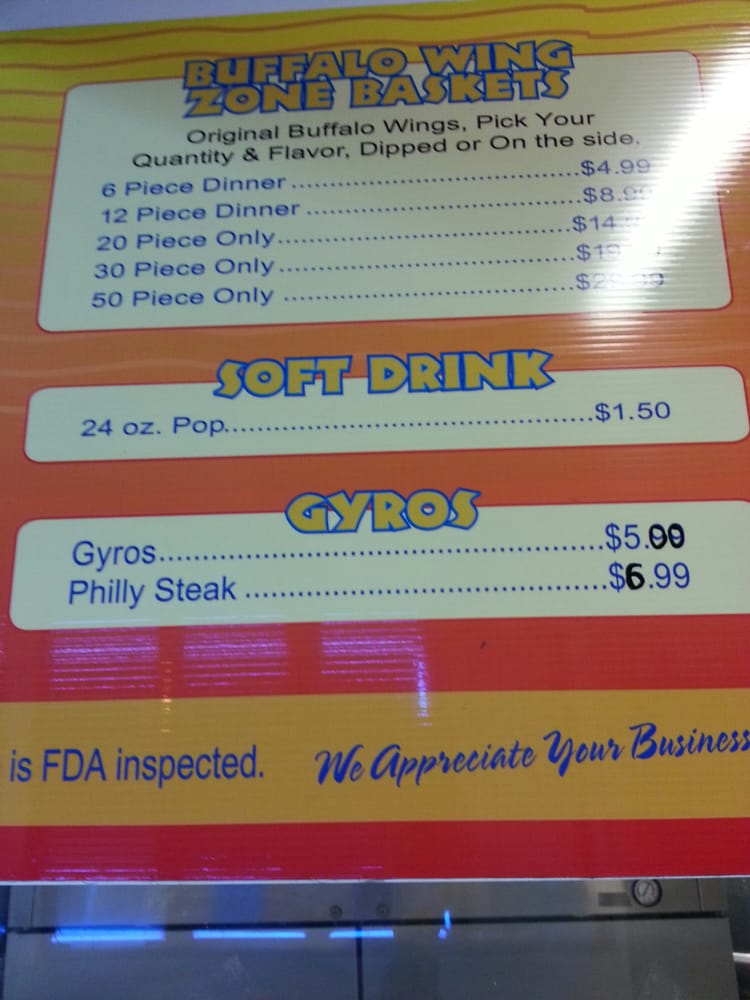 BUFFALO WING
ZONE BASKETS
Original Buffalo Wings, Pick Your
Quantity & Flavor, Dipped or On the side.
6 Piece Dinner..........................................$4.99
12 Piece Dinner ........................................
20 Piece Only............................................
30 Piece Only............................................
50 Piece Only ...........................................
SOFT DRINK
24 oz. Pop.....................................................$1.50
GYROS
Gyros.............................................................$5.00
Philly Steak ..................................................$6.99
is FDA inspected. We Appreciate Your Business